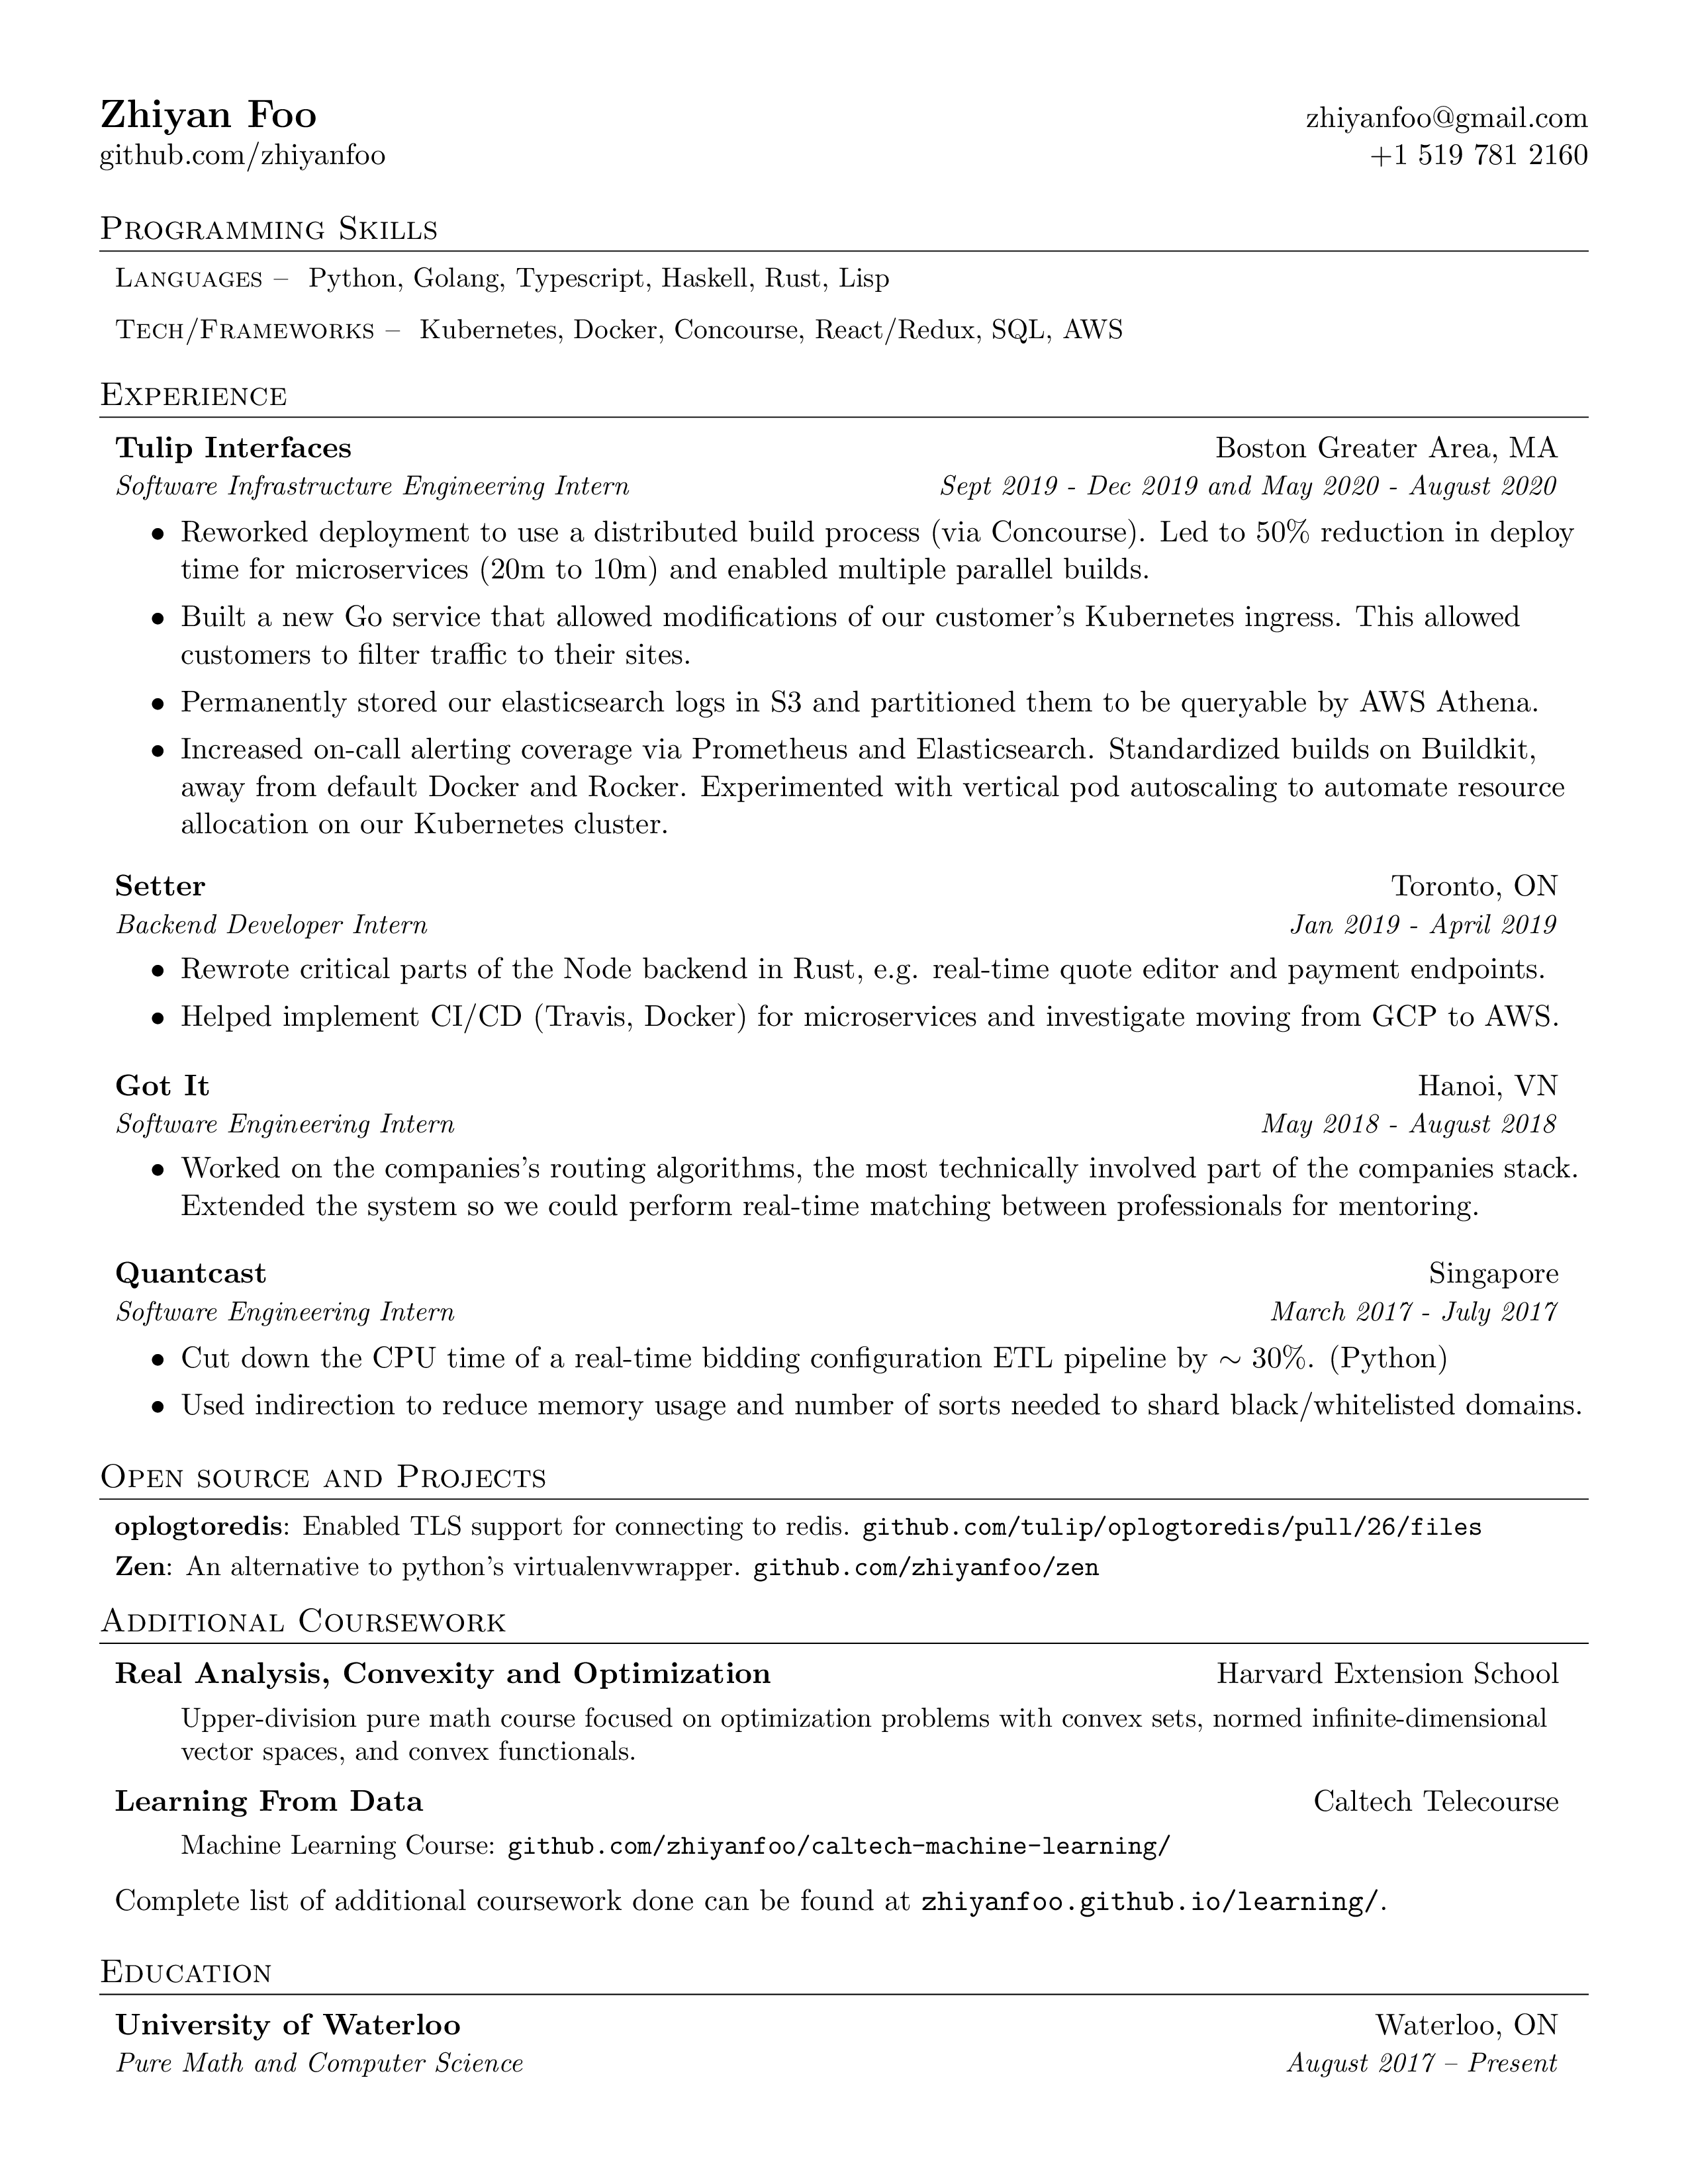 Zhiyan Foo
zhiyanfoo@gmail.com
github.com/zhiyanfoo
+1 519 781 2160
Programming Skills
Languages – Python, Golang, Typescript, Haskell, Rust, Lisp
Tech/Frameworks – Kubernetes, Docker, Concourse, React/Redux, SQL, AWS
Experience
Tulip Interfaces Boston Greater Area, MA
Software Infrastructure Engineering Intern Sept 2019 - Dec 2019 and May 2020 - August 2020
• Reworked deployment to use a distributed build process (via Concourse). Led to 50% reduction in deploy
time for microservices (20m to 10m) and enabled multiple parallel builds.
• Built a new Go service that allowed modifications of our customer's Kubernetes ingress. This allowed
customers to filter traffic to their sites.
• Permanently stored our elasticsearch logs in S3 and partitioned them to be queryable by AWS Athena.
• Increased on-call alerting coverage via Prometheus and Elasticsearch. Standardized builds on Buildkit,
away from default Docker and Rocker. Experimented with vertical pod autoscaling to automate resource
allocation on our Kubernetes cluster.
Setter Toronto, ON
Backend Developer Intern Jan 2019 - April 2019
• Rewrote critical parts of the Node backend in Rust, e.g. real-time quote editor and payment endpoints.
• Helped implement CI/CD (Travis, Docker) for microservices and investigate moving from GCP to AWS.
Got It Hanoi, VN
Software Engineering Intern May 2018 - August 2018
• Worked on the companies's routing algorithms, the most technically involved part of the companies stack.
Extended the system so we could perform real-time matching between professionals for mentoring.
Quantcast Singapore
Software Engineering Intern March 2017 - July 2017
• Cut down the CPU time of a real-time bidding configuration ETL pipeline by ∼ 30%. (Python)
• Used indirection to reduce memory usage and number of sorts needed to shard black/whitelisted domains.
Open source and Projects
oplogtoredis: Enabled TLS support for connecting to redis. github.com/tulip/oplogtoredis/pull/26/files
Zen: An alternative to python's virtualenvwrapper. github.com/zhiyanfoo/zen
Additional Coursework
Real Analysis, Convexity and Optimization Harvard Extension School
Upper-division pure math course focused on optimization problems with convex sets, normed infinite-dimensional
vector spaces, and convex functionals.
Learning From Data Caltech Telecourse
Machine Learning Course: github.com/zhiyanfoo/caltech-machine-learning/
Complete list of additional coursework done can be found at zhiyanfoo.github.io/learning/.
Education
University of Waterloo Waterloo, ON
Pure Math and Computer Science August 2017 – Present